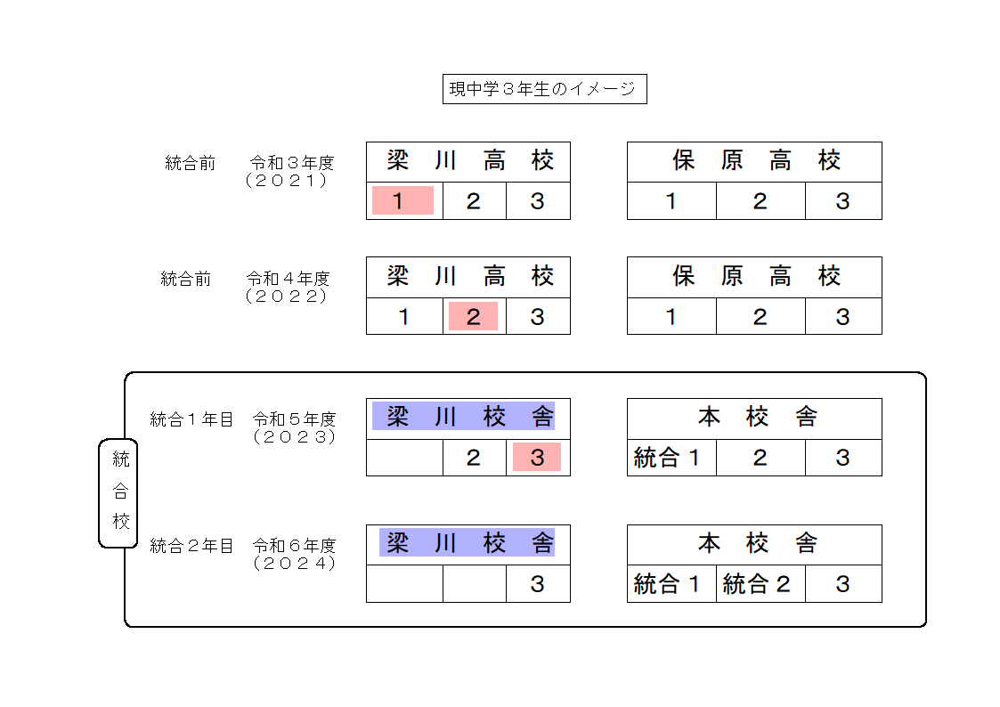 現中学３年生のイメージ
統合前　令和３年度　梁　川　高　校　保　原　高　校
（２０２１）
１　２　３　１　２　３
統合前　令和４年度　梁　川　高　校　保　原　高　校
（２０２２）
１　２　３　１　２　３
統合１年目　令和５年度　梁　川　校　舎　本　校　舎
（２０２３）
２　３　統合１　２　３
統合校
統合２年目　令和６年度　梁　川　校　舎　本　校　舎
（２０２４）
３　統合１　統合２　３